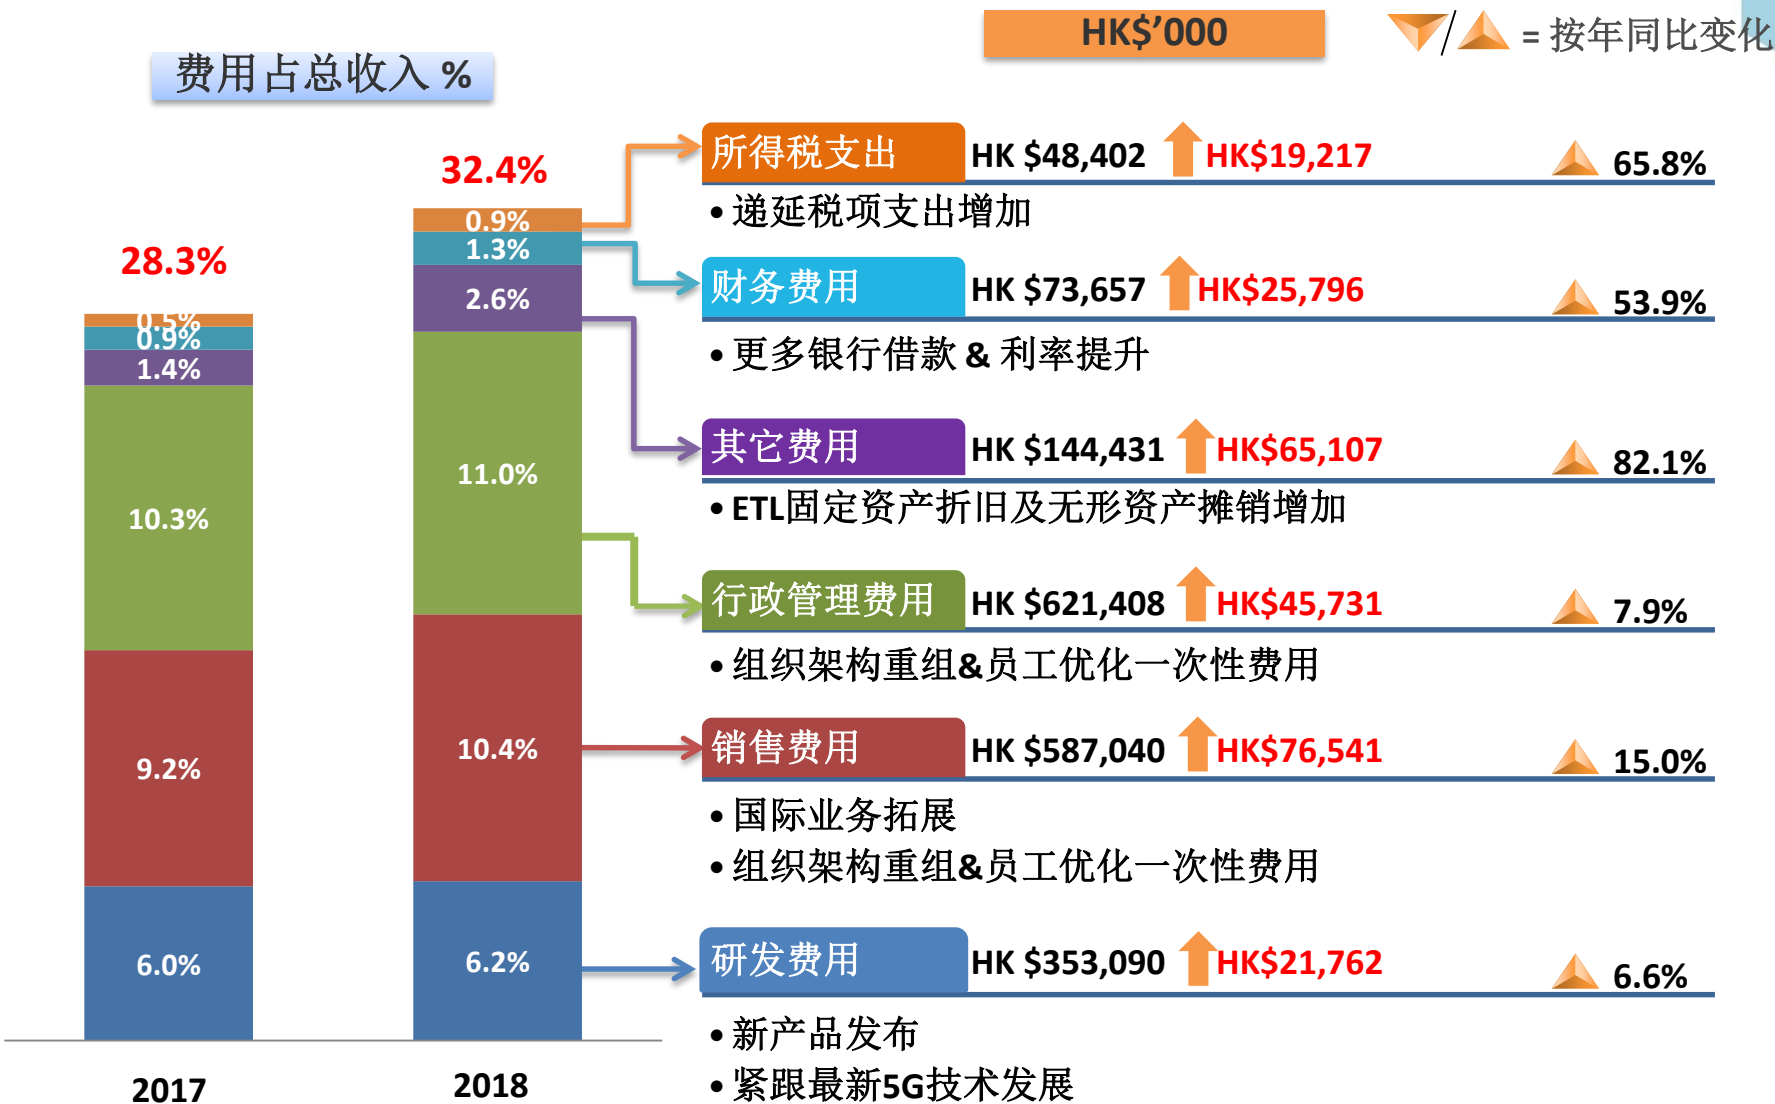 HK$’000
/ = 按年同比变化
费用占总收入 %
28.3%
0.5%
0.9%
1.4%
10.3%
9.2%
6.0%
2017
32.4%
0.9%
1.3%
2.6%
11.0%
10.4%
6.2%
2018
所得税支出 HK $48,402 HK$19,217 65.8%
• 递延税项支出增加
财务费用 HK $73,657 HK$25,796 53.9%
• 更多银行借款 & 利率提升
其它费用 HK $144,431 HK$65,107 82.1%
• ETL固定资产折旧及无形资产摊销增加
行政管理费用 HK $621,408 HK$45,731 7.9%
• 组织架构重组&员工优化一次性费用
销售费用 HK $587,040 HK$76,541 15.0%
• 国际业务拓展
• 组织架构重组&员工优化一次性费用
研发费用 HK $353,090 HK$21,762 6.6%
• 新产品发布
• 紧跟最新5G技术发展